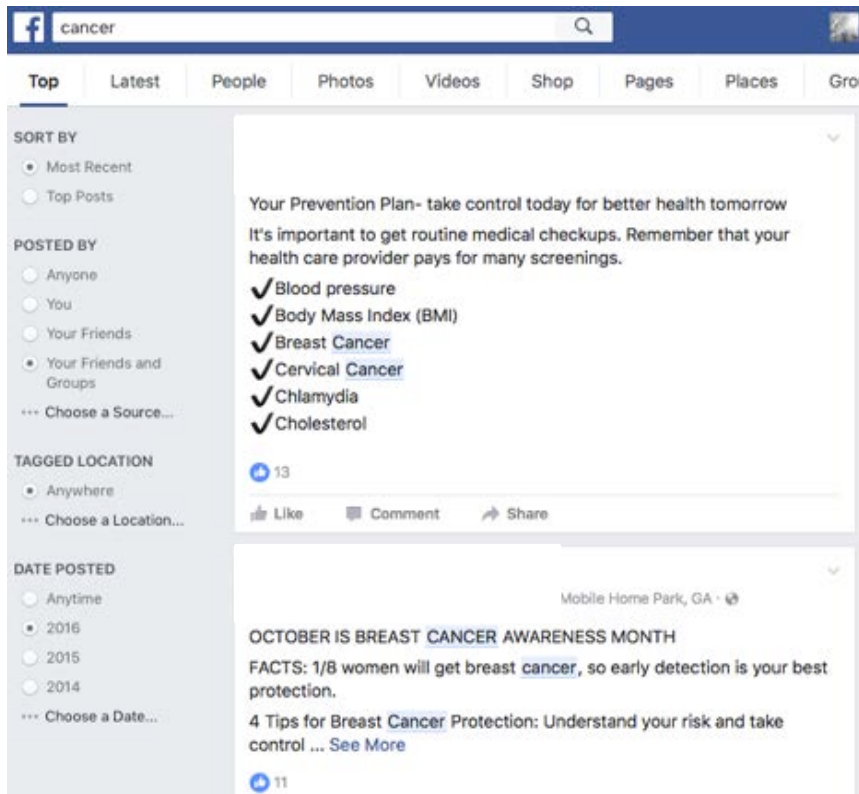 f
cancer
Top Latest People Photos Videos Shop Pages Places Gro
SORT BY
Most Recent
Top Posts
POSTED BY
Anyone
You
Your Friends
Your Friends and
Groups
Choose a Source...
TAGGED LOCATION
Anywhere
Choose a Location...
DATE POSTED
Anytime
2016
2015
2014
Choose a Date...
Your Prevention Plan- take control today for better health tomorrow
It's important to get routine medical checkups. Remember that your
health care provider pays for many screenings.
✔Blood pressure
✔Body Mass Index (BMI)
✔Breast Cancer
✔Cervical Cancer
✔Chlamydia
✔Cholesterol
13
Like Comment Share
Mobile Home Park, GA ·
OCTOBER IS BREAST CANCER AWARENESS MONTH
FACTS: 1/8 women will get breast cancer, so early detection is your best
protection.
4 Tips for Breast Cancer Protection: Understand your risk and take
control ... See More
11